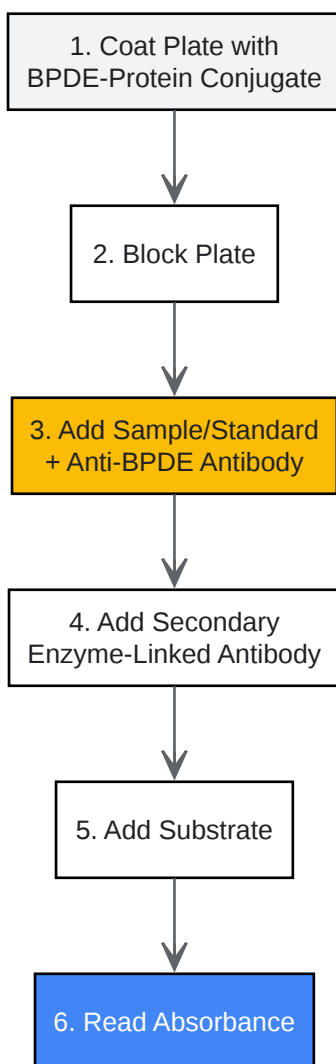 1. Coat Plate with
BPDE-Protein Conjugate
2. Block Plate
3. Add Sample/Standard
+ Anti-BPDE Antibody
4. Add Secondary
Enzyme-Linked Antibody
5. Add Substrate
6. Read Absorbance